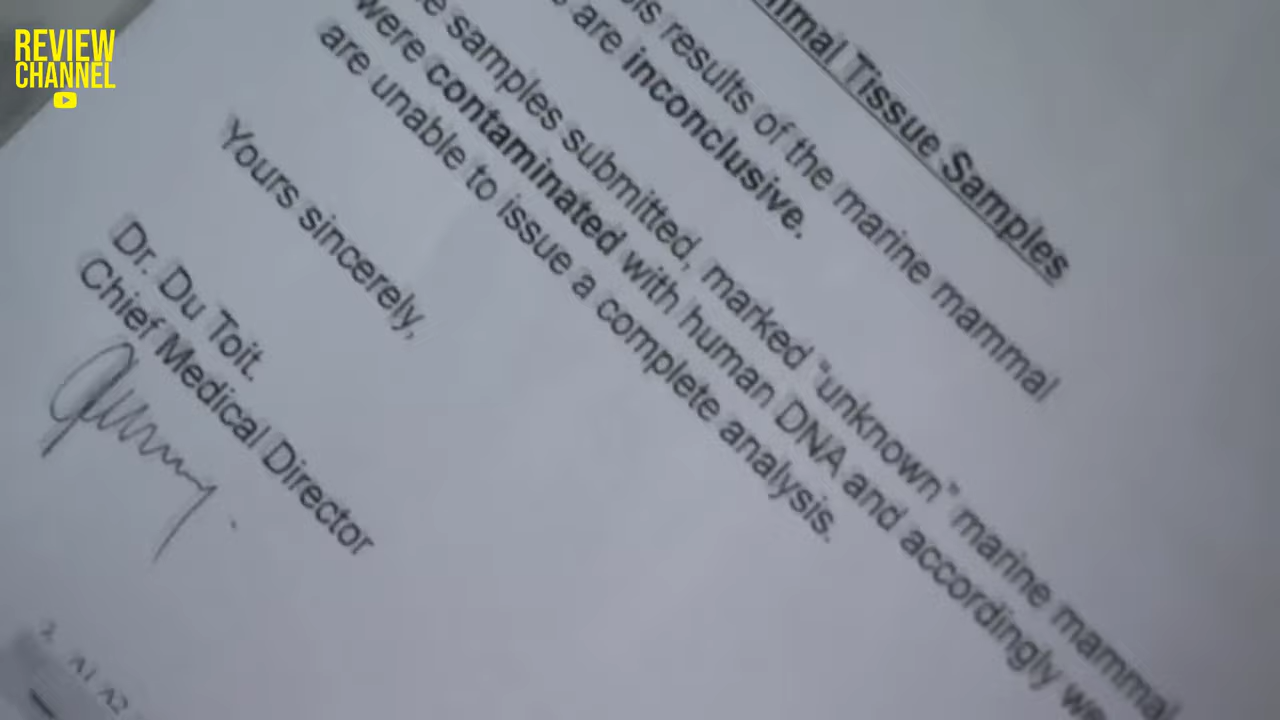 REVIEW
CHANNEL
Tissue Samples
results of the marine mammal
are inconclusive.
samples submitted, marked "unknown" marine mammal
were contaminated with human DNA and accordingly we
are unable to issue a complete analysis.
Yours sincerely,
Dr. Du Toit.
Chief Medical Director
A1 A2